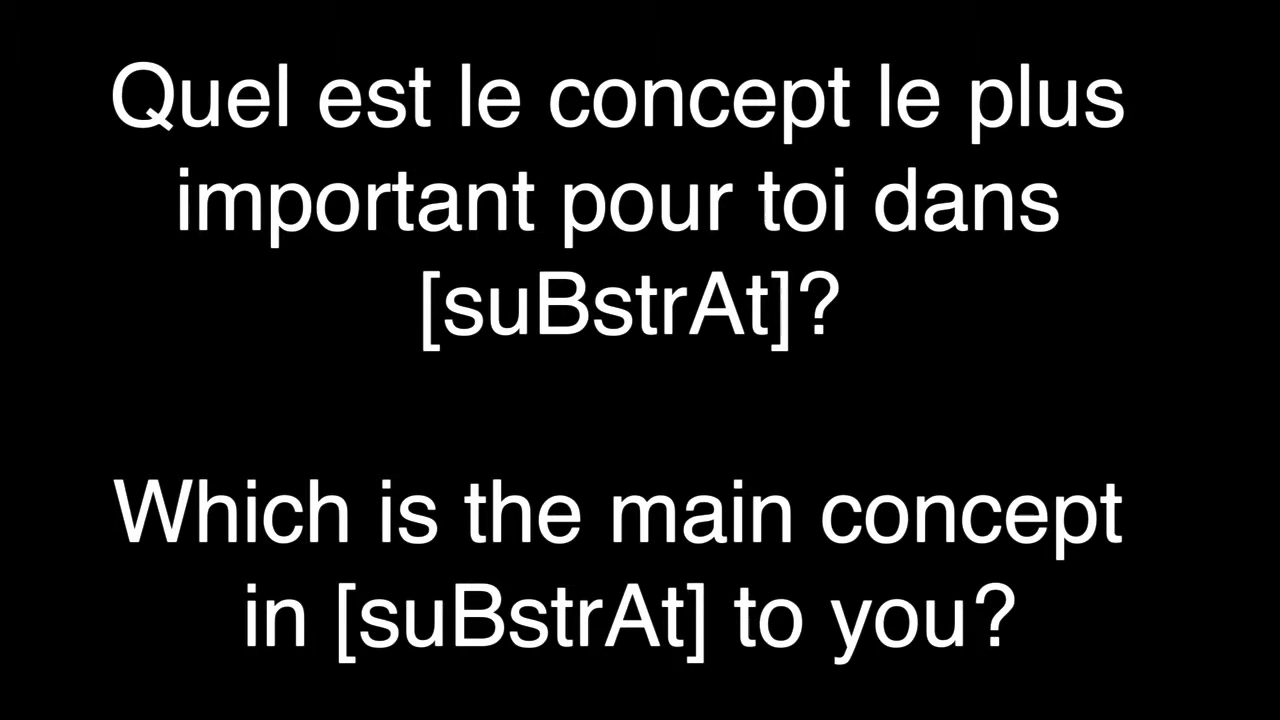 Quel est le concept le plus
important pour toi dans
[suBstrAt]?
Which is the main concept
in [suBstrAt] to you?